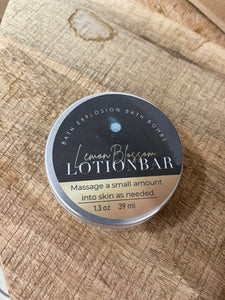 BATH EXPLOSION BATH BOMBS
Lemon Blossom
LOTIONBAR
Massage a small amount
into skin as needed.
1.3 oz 39 ml